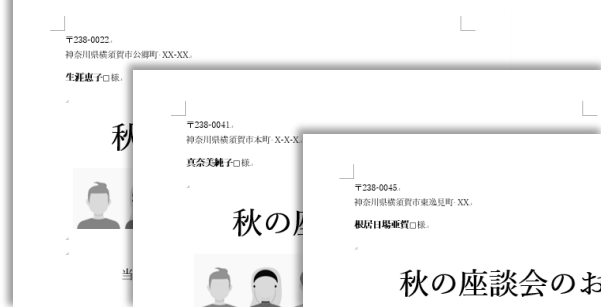 〒238-0022
神奈川県横須賀市公郷町 XX-XX
生涯恵子□様
秋
当
〒238-0041
神奈川県横須賀市本町 X-X-X
真奈美純子□様
秋の座
〒238-0045
神奈川県横須賀市東逸見町 XX
根居日場亜賀□様
秋の座談会のお